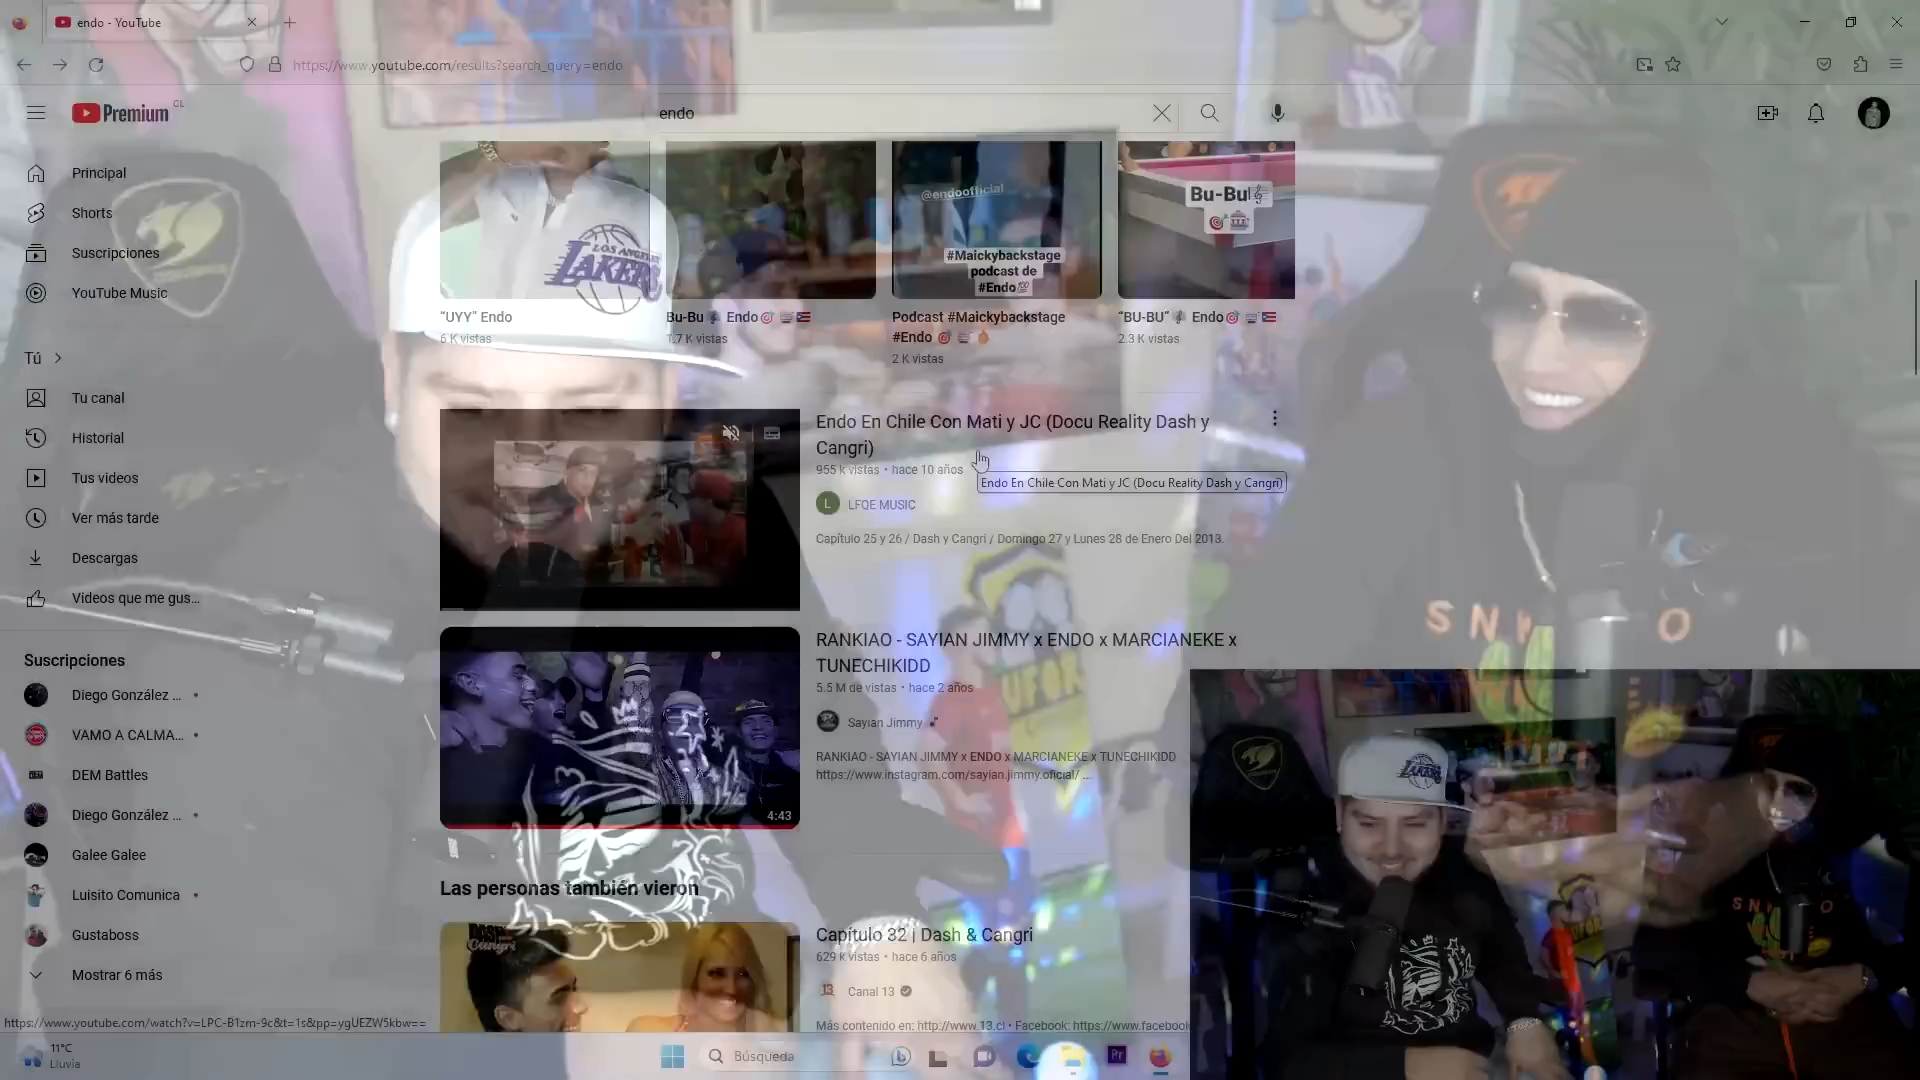 endo - YouTube
https://www.youtube.com/results?search_query=endo
Premium CL
endo
Principal
Shorts
Suscripciones
YouTube Music
Tú
Tu canal
Historial
Tus videos
Ver más tarde
Descargas
Videos que me gus...
Suscripciones
Diego González ...
VAMO A CALMA...
DEM Battles
Diego González ...
Galee Galee
Luisito Comunica
Gustaboss
Mostrar 6 más
LOS ANGELES
LAKERS
@endoofficial
#Maickybackstage
podcast de
#Endo💯
Bu-Bu🎼
🎯🎰
“UYY” Endo
6 K vistas
Bu-Bu Endo🎯 🇵🇷
1.7 K vistas
Podcast #Maickybackstage
#Endo 🎯 🔥
2 K vistas
“BU-BU” Endo🎯 🇵🇷
2.3 K vistas
Endo En Chile Con Mati y JC (Docu Reality Dash y
Cangri)
955 k vistas • hace 10 años
Endo En Chile Con Mati y JC (Docu Reality Dash y Cangri)
L LFQE MUSIC
Capítulo 25 y 26 / Dash y Cangri / Domingo 27 y Lunes 28 de Enero Del 2013.
RANKIAO - SAYIAN JIMMY x ENDO x MARCIANEKE x
TUNECHIKIDD
5.5 M de vistas • hace 2 años
Sayian Jimmy
RANKIAO - SAYIAN JIMMY x ENDO x MARCIANEKE x TUNECHIKIDD
https://www.instagram.com/sayian.jimmy.oficial/ ...
4:43
Las personas también vieron
Dash
Cangri
Capítulo 32 | Dash & Cangri
629 k vistas • hace 6 años
13 Canal 13
Más contenido en: http://www.13.cl • Facebook: https://www.facebook
https://www.youtube.com/watch?v=LPC-B1zm-9c&t=1s&pp=ygUEZW5kbw==
11°C
Lluvia
Búsqueda
Pr